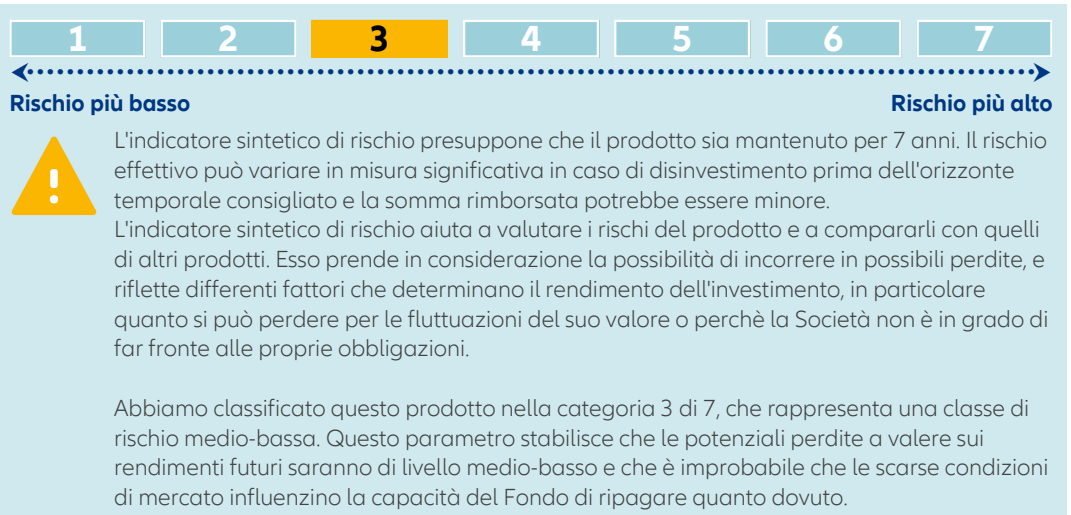 1 2 3 4 5 6 7
Rischio più basso Rischio più alto
L'indicatore sintetico di rischio presuppone che il prodotto sia mantenuto per 7 anni. Il rischio
effettivo può variare in misura significativa in caso di disinvestimento prima dell'orizzonte
temporale consigliato e la somma rimborsata potrebbe essere minore.
L'indicatore sintetico di rischio aiuta a valutare i rischi del prodotto e a compararli con quelli
di altri prodotti. Esso prende in considerazione la possibilità di incorrere in possibili perdite, e
riflette differenti fattori che determinano il rendimento dell'investimento, in particolare
quanto si può perdere per le fluttuazioni del suo valore o perchè la Società non è in grado di
far fronte alle proprie obbligazioni.
Abbiamo classificato questo prodotto nella categoria 3 di 7, che rappresenta una classe di
rischio medio-bassa. Questo parametro stabilisce che le potenziali perdite a valere sui
rendimenti futuri saranno di livello medio-basso e che è improbabile che le scarse condizioni
di mercato influenzino la capacità del Fondo di ripagare quanto dovuto.